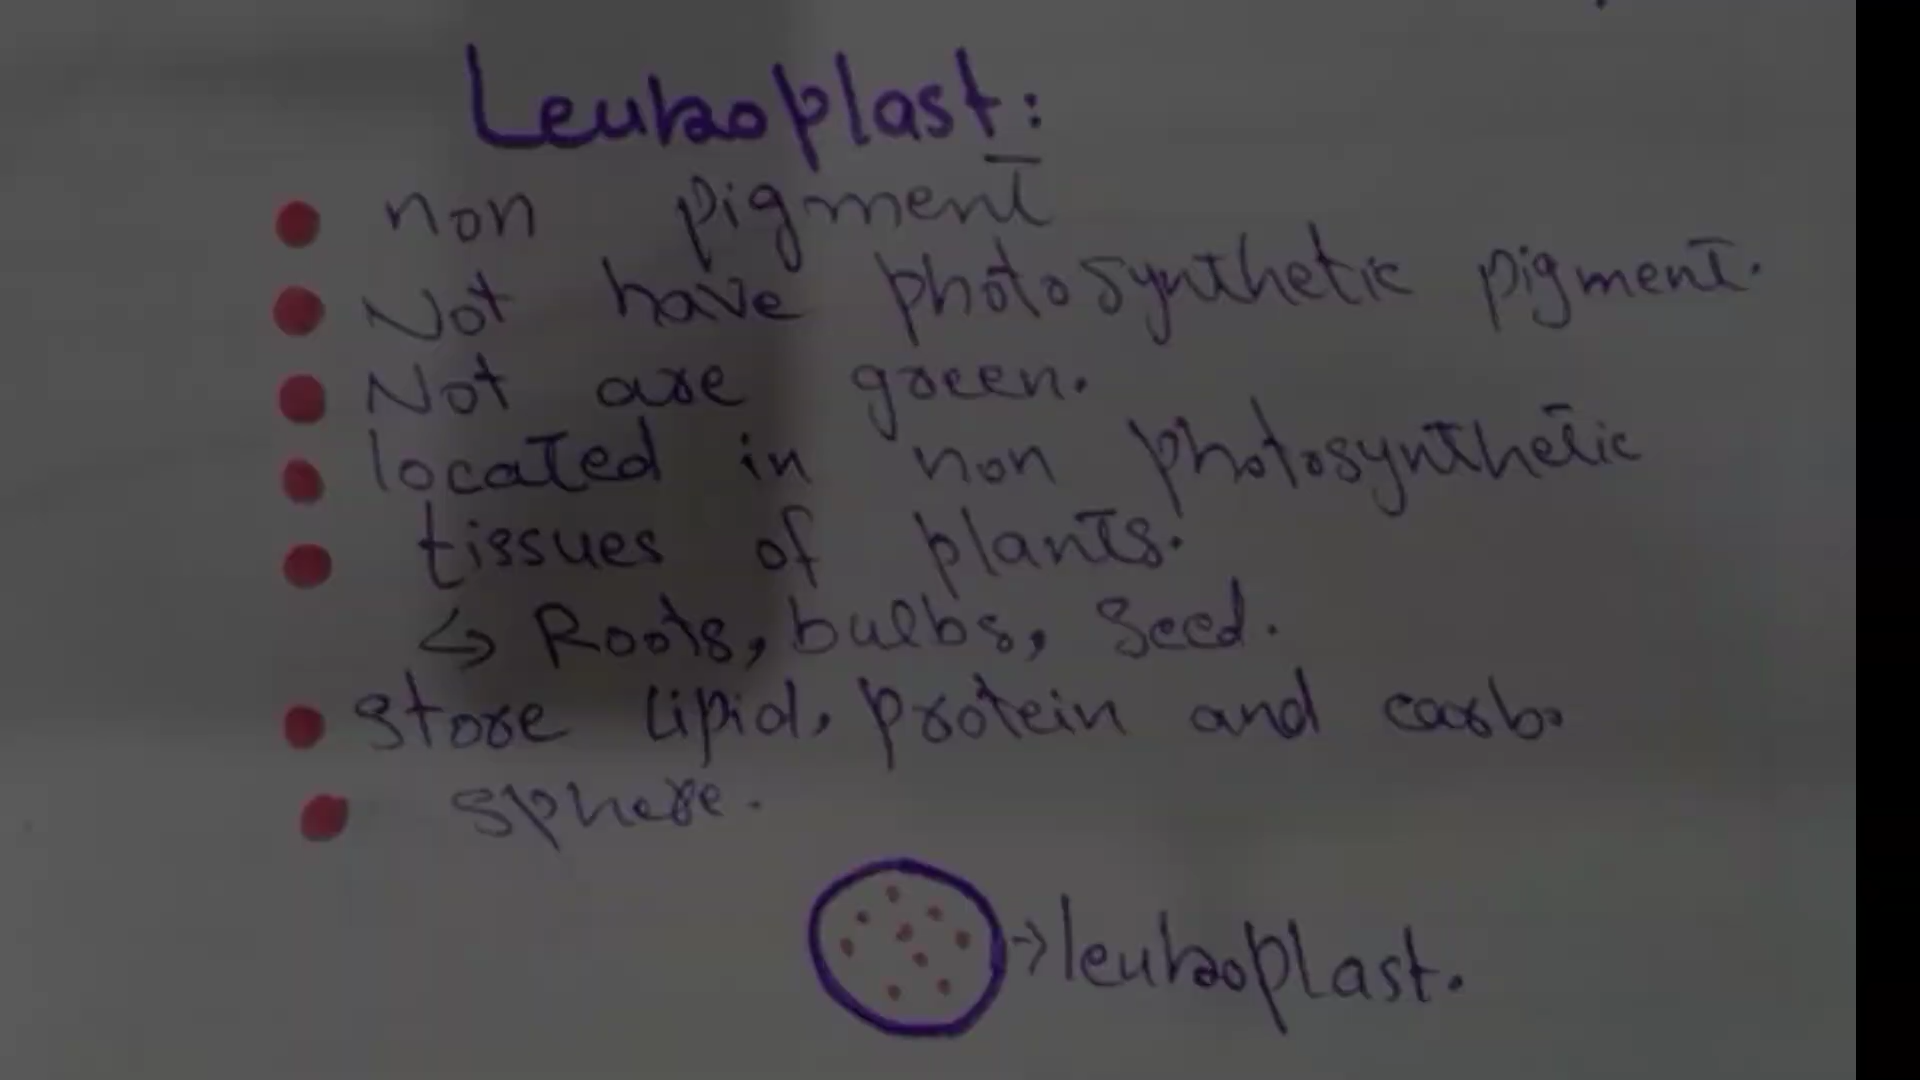 Leukoplast:
non pigment
Not have photosynthetic pigment.
Not are green.
located in non photosynthetic
tissues of plants.
↳ Roots, bulbs, Seed.
store lipid, protein and carb.
sphere.
→ leukoplast.